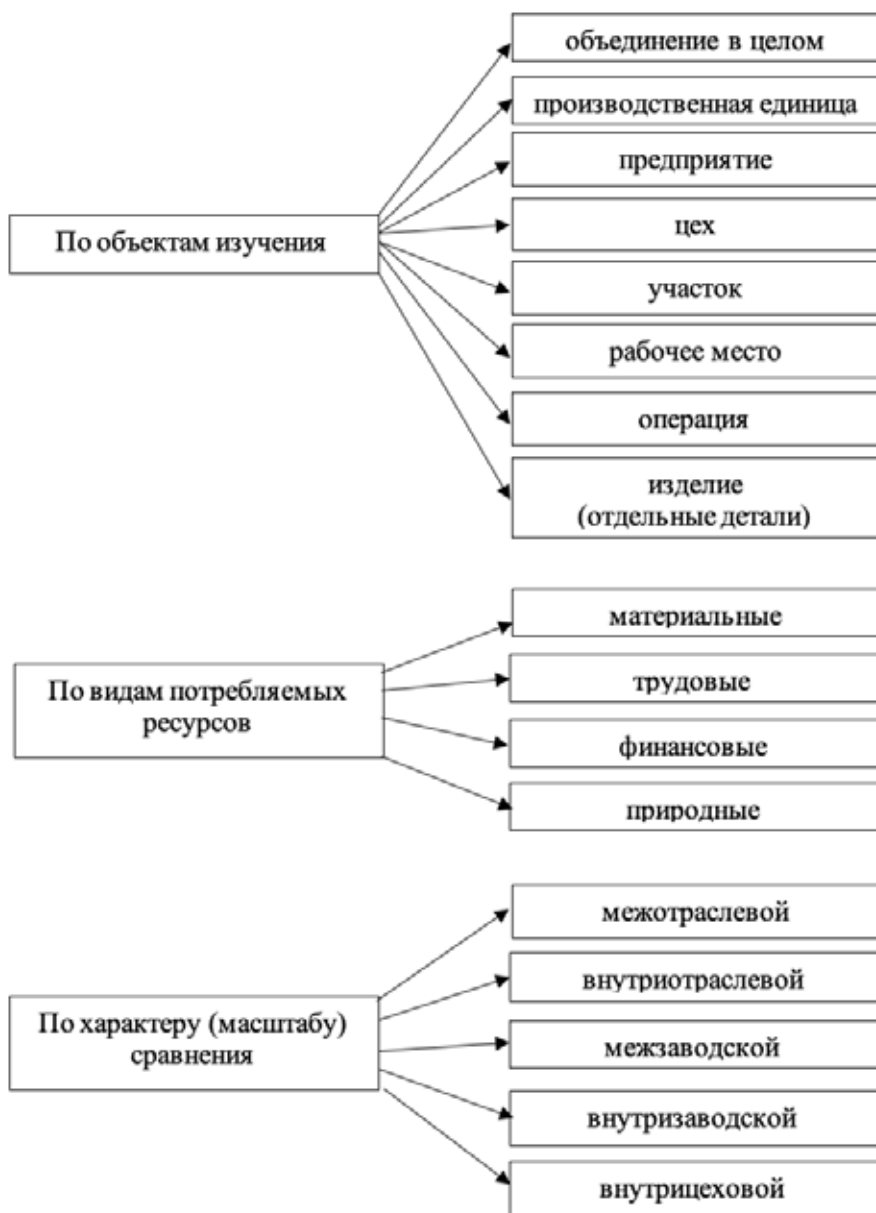 По объектам изучения
объединение в целом
производственная единица
предприятие
цех
участок
рабочее место
операция
изделие
(отдельные детали)
По видам потребляемых
ресурсов
материальные
трудовые
финансовые
природные
По характеру (масштабу)
сравнения
межотраслевой
внутриотраслевой
межзаводской
внутризаводской
внутрицеховой